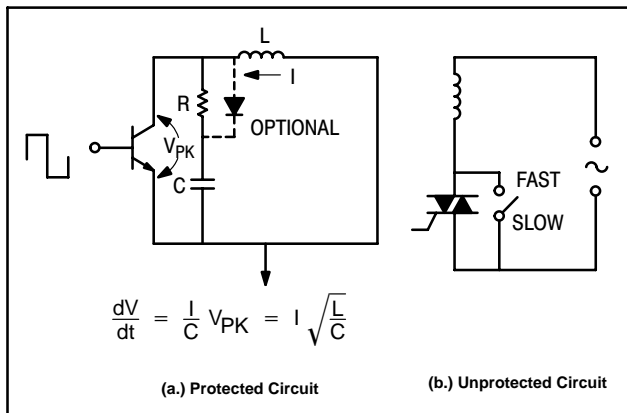 L
I
R
OPTIONAL
V_PK
C
FAST
SLOW
~
dV/dt = I/C V_PK = I √(L/C)
(a.) Protected Circuit
(b.) Unprotected Circuit